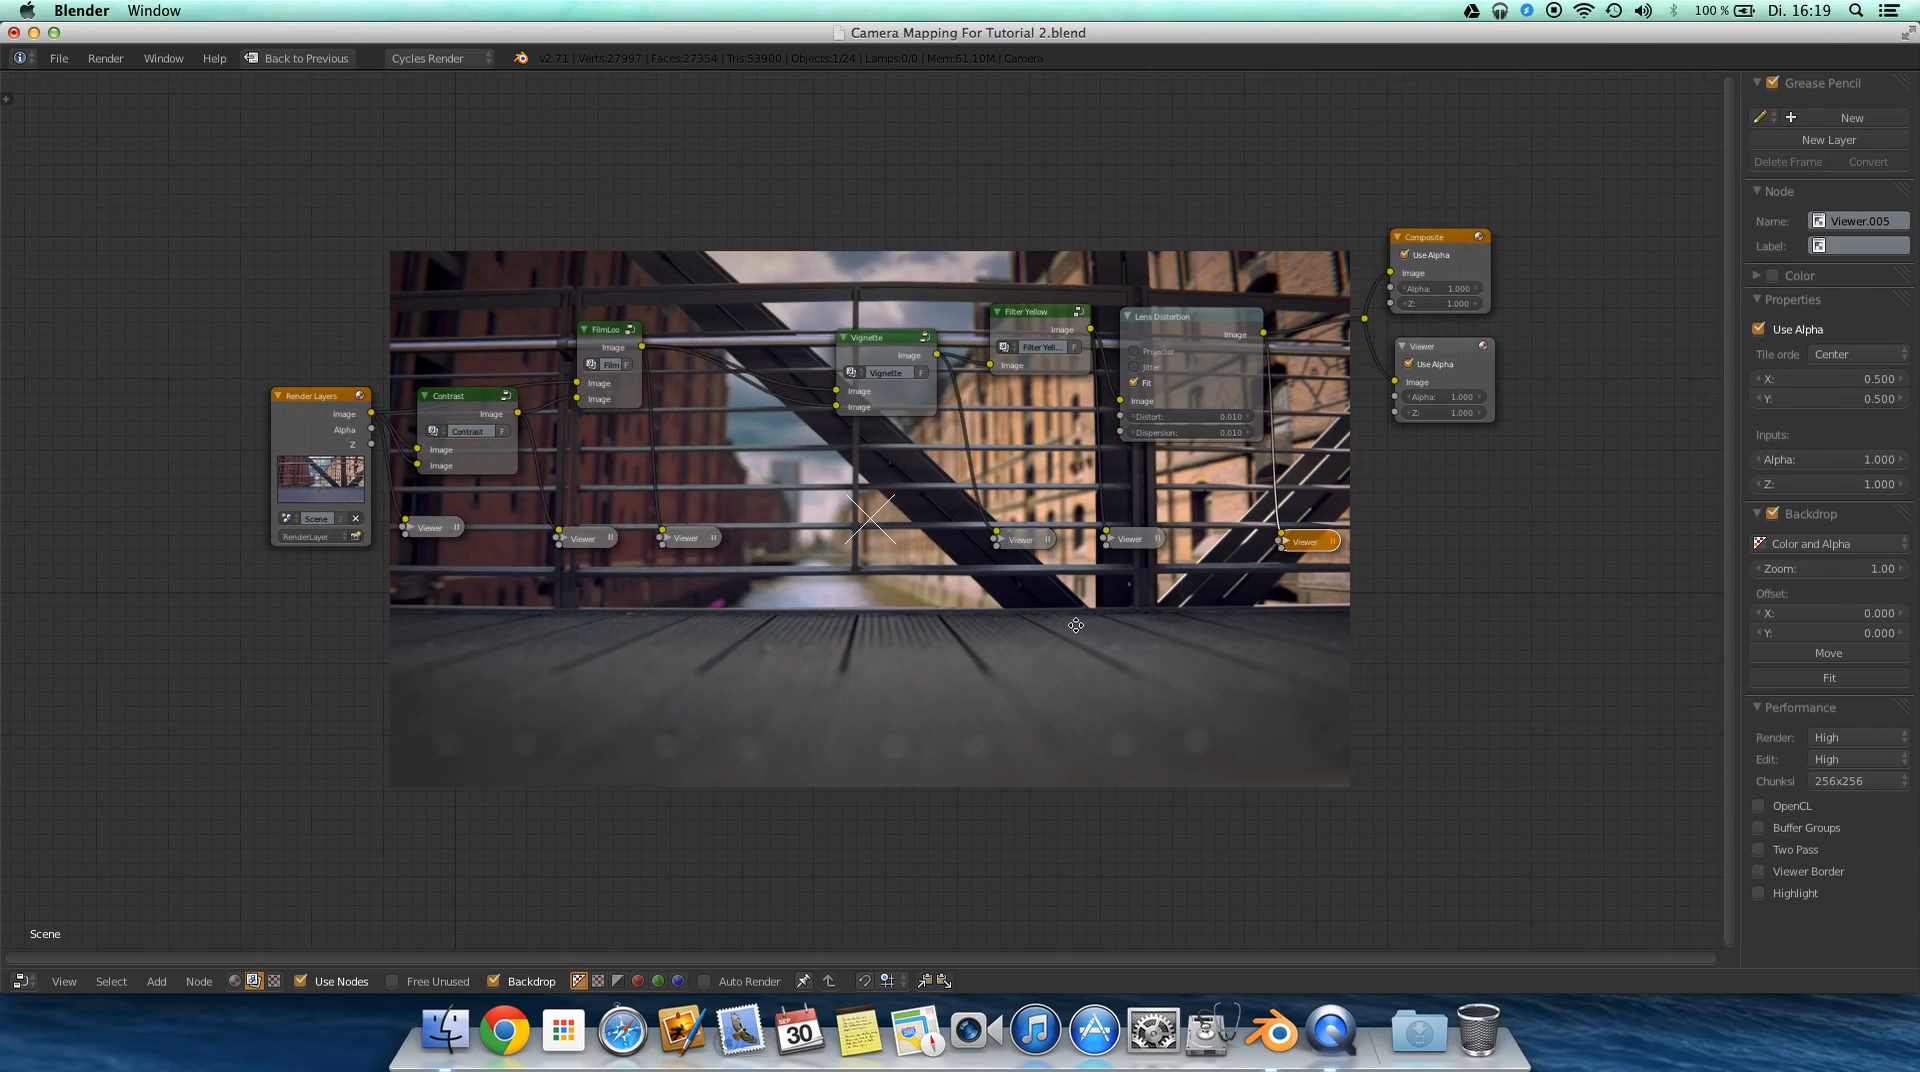 Blender Window 100 % Di. 16:19
Camera Mapping For Tutorial 2.blend
File Render Window Help Back to Previous Cycles Render v2.71 | Verts:27997 | Faces:27354 | Tris:53900 | Objects:1/24 | Lamps:0/0 | Mem:61.10M | Camera
Grease Pencil
New
New Layer
Delete Frame Convert
Node
Name: Viewer.005
Label:
Color
Properties
Use Alpha
Tile orde Center
X: 0.500
Y: 0.500
Inputs:
Alpha: 1.000
Z: 1.000
Backdrop
Color and Alpha
Zoom: 1.00
Offset:
X: 0.000
Y: 0.000
Move
Fit
Performance
Render: High
Edit: High
Chunksi 256x256
OpenCL
Buffer Groups
Two Pass
Viewer Border
Highlight
Render Layers
Image
Alpha
Z
Scene 2
RenderLayer
Contrast
Image
Contrast F
Image
Image
FilmLoo
Image
Film F
Image
Image
Vignette
Image
Vignette F
Image
Image
Filter Yellow
Image
Filter Yell... F
Image
Lens Distortion
Image
Projector
Jitter
Fit
Image
Distort: 0.010
Dispersion: 0.010
Composite
Use Alpha
Image
Alpha: 1.000
Z: 1.000
Viewer
Use Alpha
Image
Alpha: 1.000
Z: 1.000
Viewer
Viewer
Viewer
Viewer
Viewer
Viewer
Scene
View Select Add Node Use Nodes Free Unused Backdrop Auto Render
SEP
30